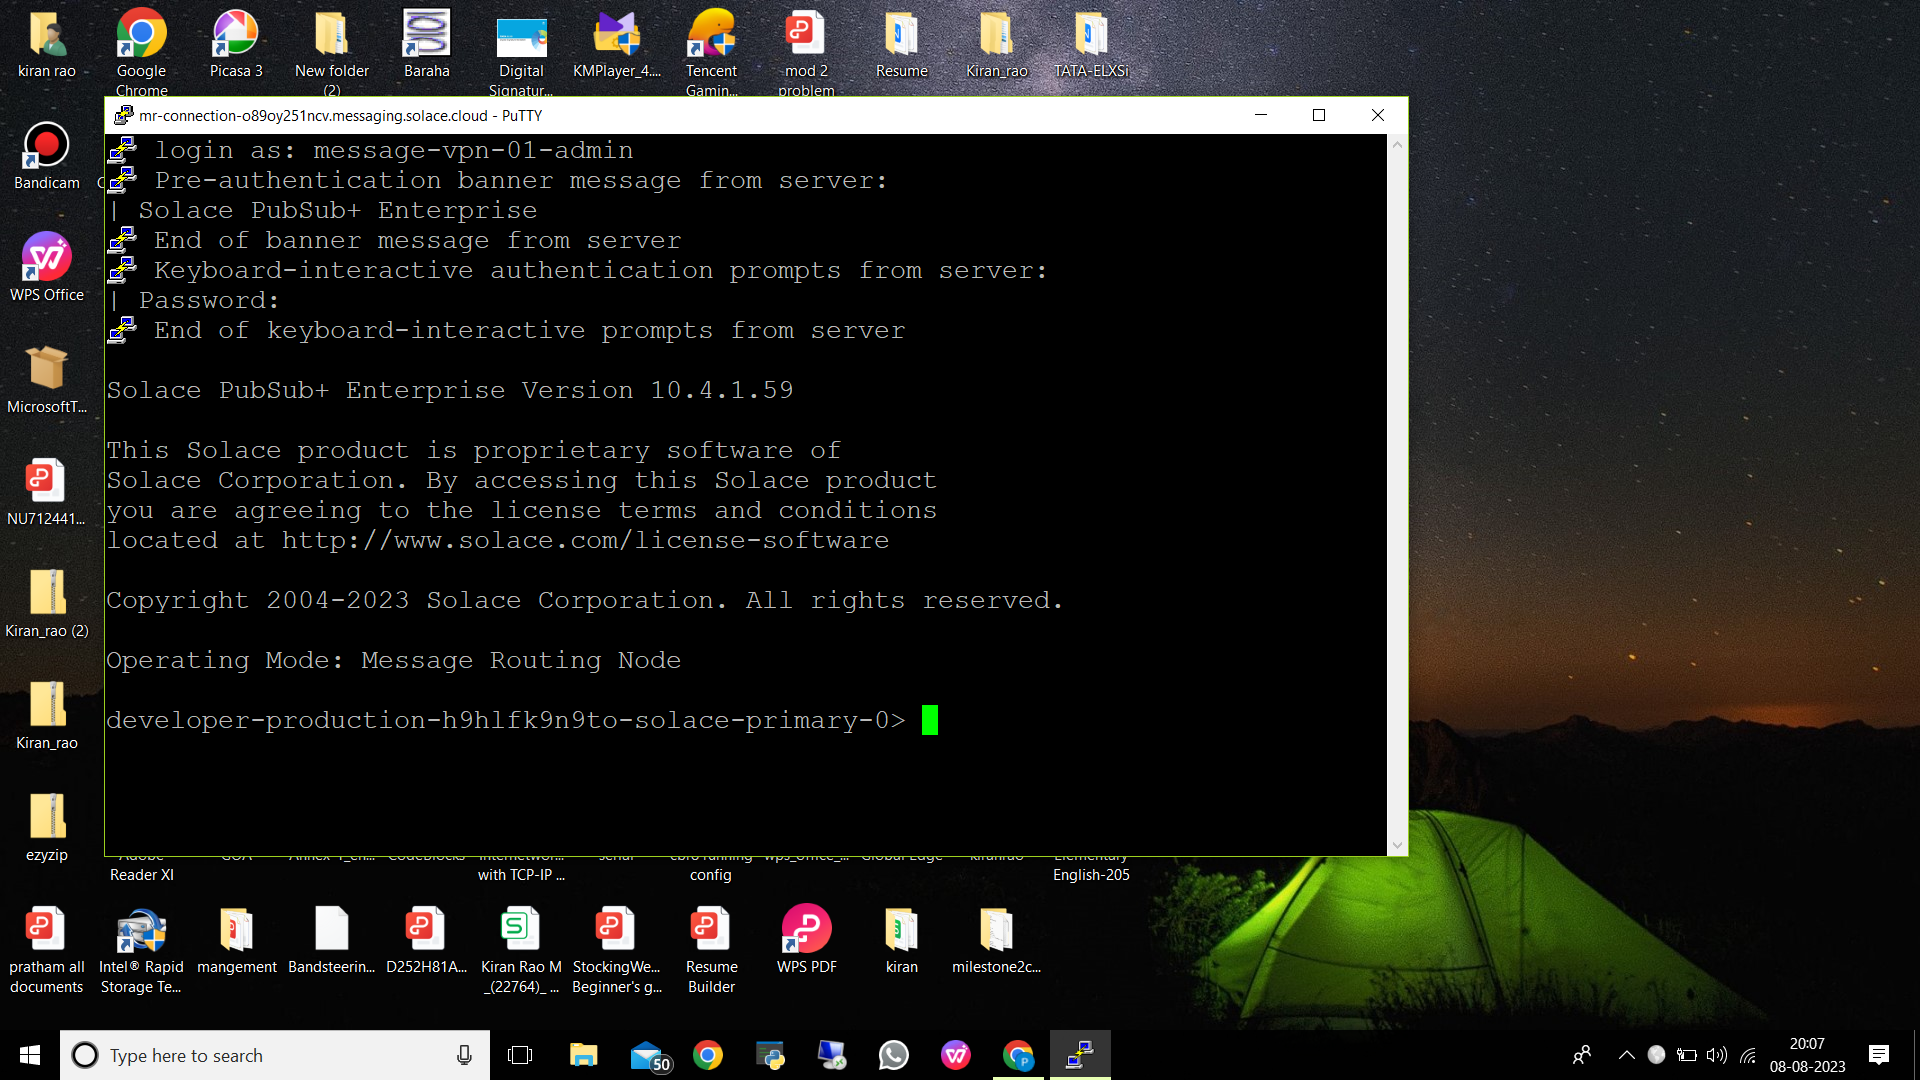 kiran rao
Google Chrome
Picasa 3
New folder (2)
Baraha
Digital Signatur...
KMPlayer_4....
Tencent Gamin...
mod 2 problem
Resume
Kiran_rao
TATA-ELXSi
Bandicam
WPS Office
MicrosoftT...
NU712441...
Kiran_rao (2)
Kiran_rao
ezyzip
mr-connection-o89oy251ncv.messaging.solace.cloud - PuTTY
login as: message-vpn-01-admin
Pre-authentication banner message from server:
| Solace PubSub+ Enterprise
End of banner message from server
Keyboard-interactive authentication prompts from server:
| Password:
End of keyboard-interactive prompts from server
Solace PubSub+ Enterprise Version 10.4.1.59
This Solace product is proprietary software of
Solace Corporation. By accessing this Solace product
you are agreeing to the license terms and conditions
located at http://www.solace.com/license-software
Copyright 2004-2023 Solace Corporation. All rights reserved.
Operating Mode: Message Routing Node
developer-production-h9hlfk9n9to-solace-primary-0>
Reader XI
with TCP-IP ...
config
English-205
pratham all documents
Intel® Rapid Storage Te...
mangement
Bandsteerin...
D252H81A...
Kiran Rao M _(22764)_ ...
StockingWe... Beginner's g...
Resume Builder
WPS PDF
kiran
milestone2c...
Type here to search
50
20:07
08-08-2023